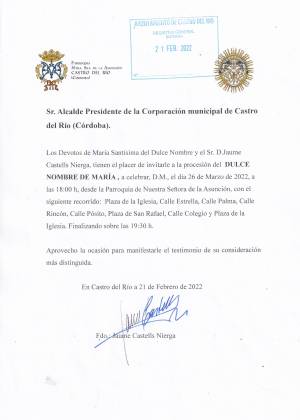 AYUNTAMIENTO DE CASTRO DEL RIO
REGISTRO GENERAL
ENTRADA
21 FEB. 2022
Parroquia
Ntra. Sra. de la Asunción
CASTRO DEL RIO
(Córdoba)
Sr. Alcalde Presidente de la Corporación municipal de Castro
del Río (Córdoba).
Los Devotos de María Santísima del Dulce Nombre y el Sr. D Jaume
Castells Nierga, tienen el placer de invitarle a la procesión del DULCE
NOMBRE DE MARÍA , a celebrar, D.M., el día 26 de Marzo de 2022, a
las 18:00 h, desde la Parroquia de Nuestra Señora de la Asunción, con el
siguiente recorrido: Plaza de la Iglesia, Calle Estrella, Calle Palma, Calle
Rincón, Calle Pósito, Plaza de San Rafael, Calle Colegio y Plaza de la
Iglesia. Finalizando sobre las 19:30 h.
Aprovecho la ocasión para manifestarle el testimonio de su consideración
más distinguida.
En Castro del Río a 21 de Febrero de 2022
Fdo.: Jaume Castells Nierga